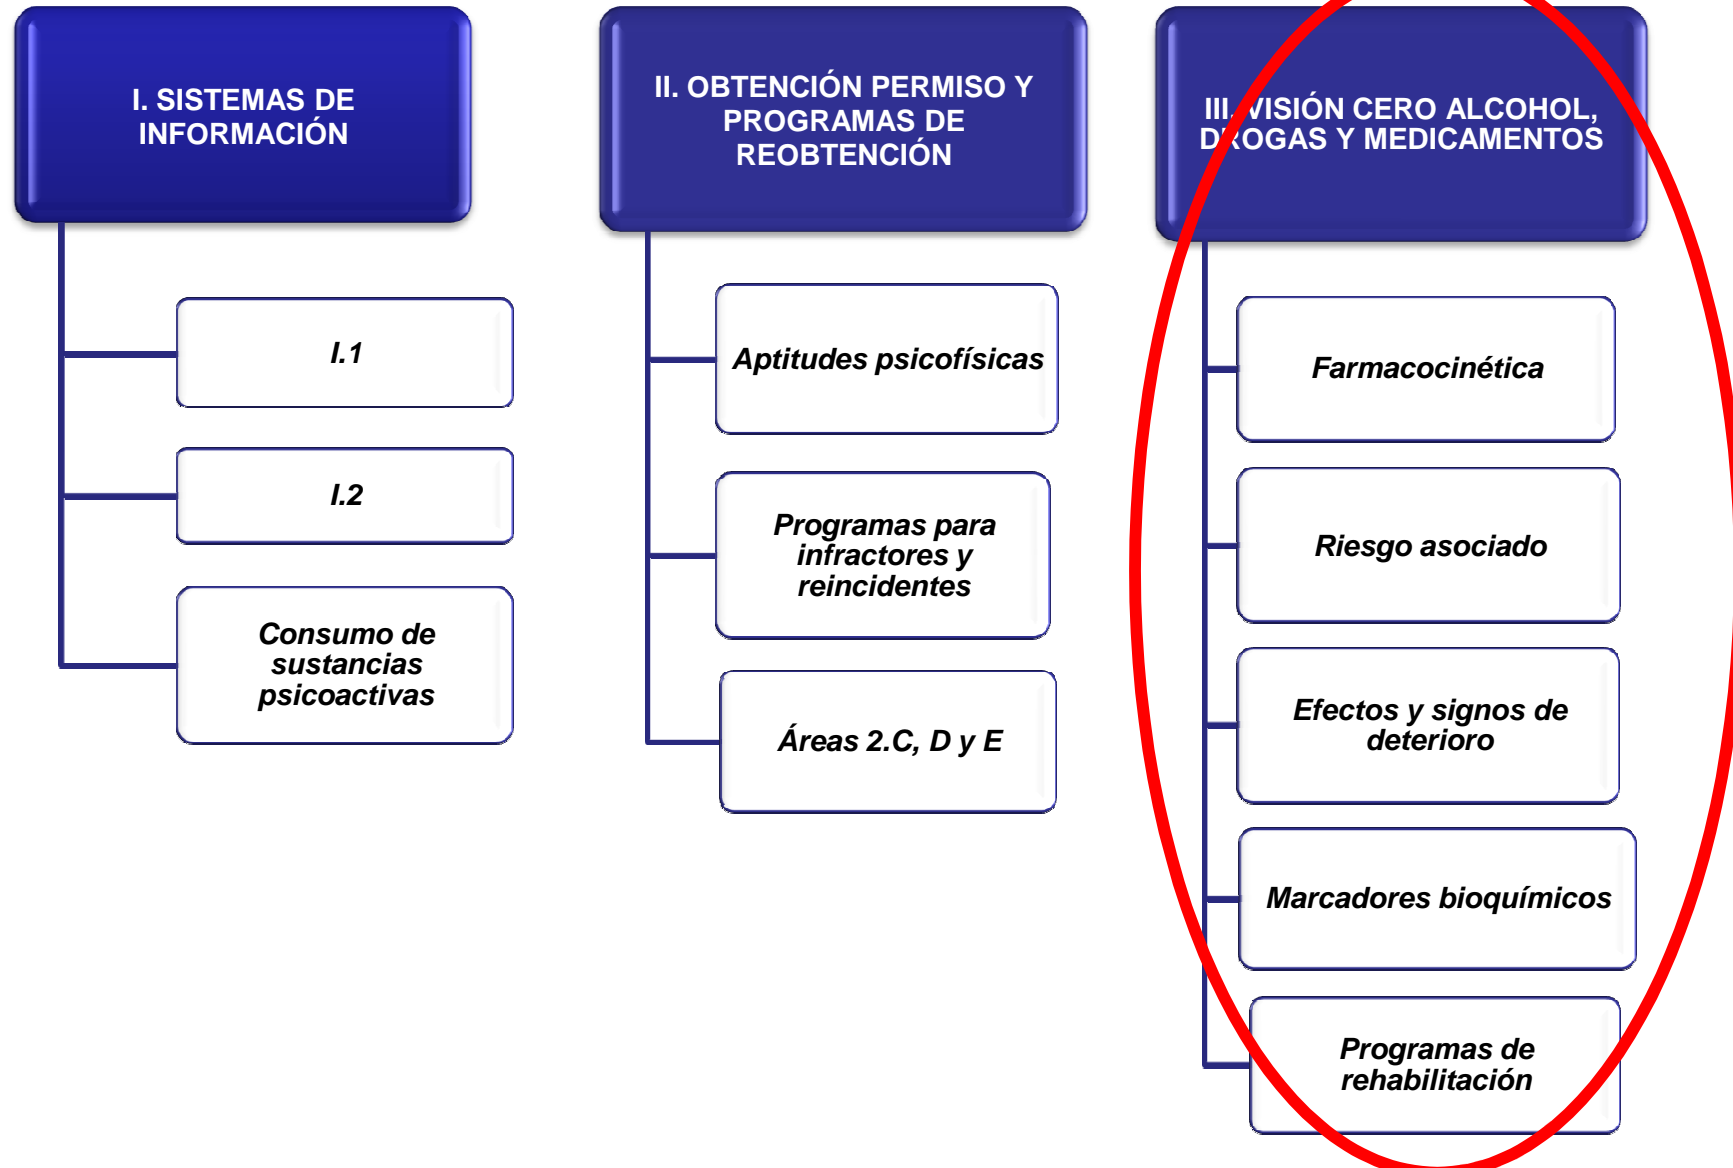 I. SISTEMAS DE
INFORMACIÓN
I.1
I.2
Consumo de
sustancias
psicoactivas
II. OBTENCIÓN PERMISO Y
PROGRAMAS DE
REOBTENCIÓN
Aptitudes psicofísicas
Programas para
infractores y
reincidentes
Áreas 2.C, D y E
III. VISIÓN CERO ALCOHOL,
DROGAS Y MEDICAMENTOS
Farmacocinética
Riesgo asociado
Efectos y signos de
deterioro
Marcadores bioquímicos
Programas de
rehabilitación